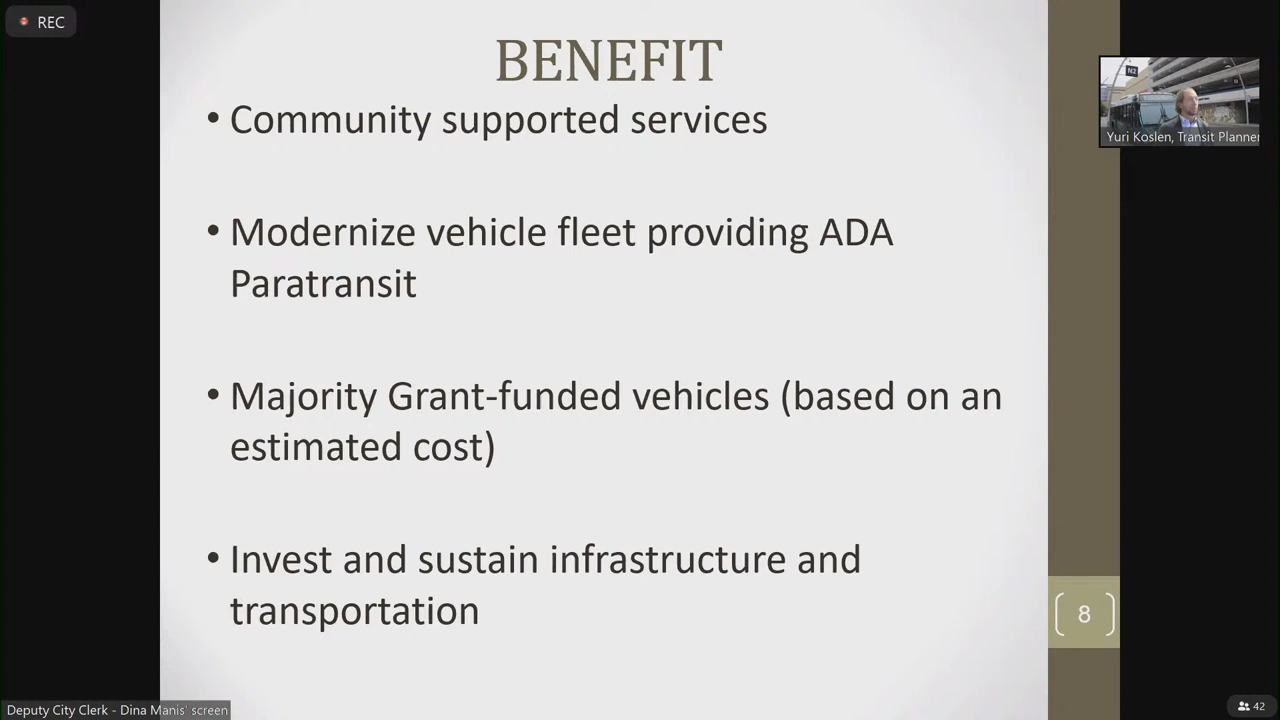 REC
BENEFIT
• Community supported services
• Modernize vehicle fleet providing ADA
Paratransit
• Majority Grant-funded vehicles (based on an
estimated cost)
• Invest and sustain infrastructure and
transportation
8
N2
Yuri Koslen, Transit Planner
Deputy City Clerk - Dina Manis' screen
42